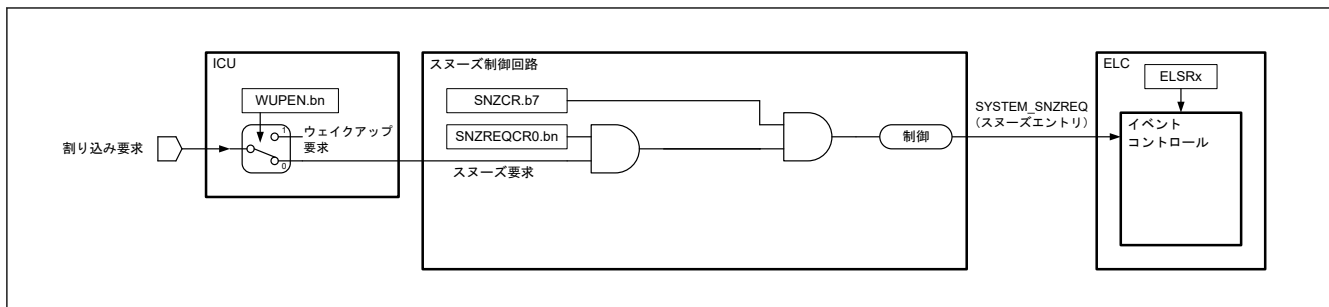 ICU
スヌーズ制御回路
ELC
WUPEN.bn
SNZCR.b7
ELSRx
SYSTEM_SNZREQ
（スヌーズエントリ）
1
ウェイクアップ
要求
SNZREQCR0.bn
制御
イベント
コントロール
割り込み要求
0
スヌーズ要求